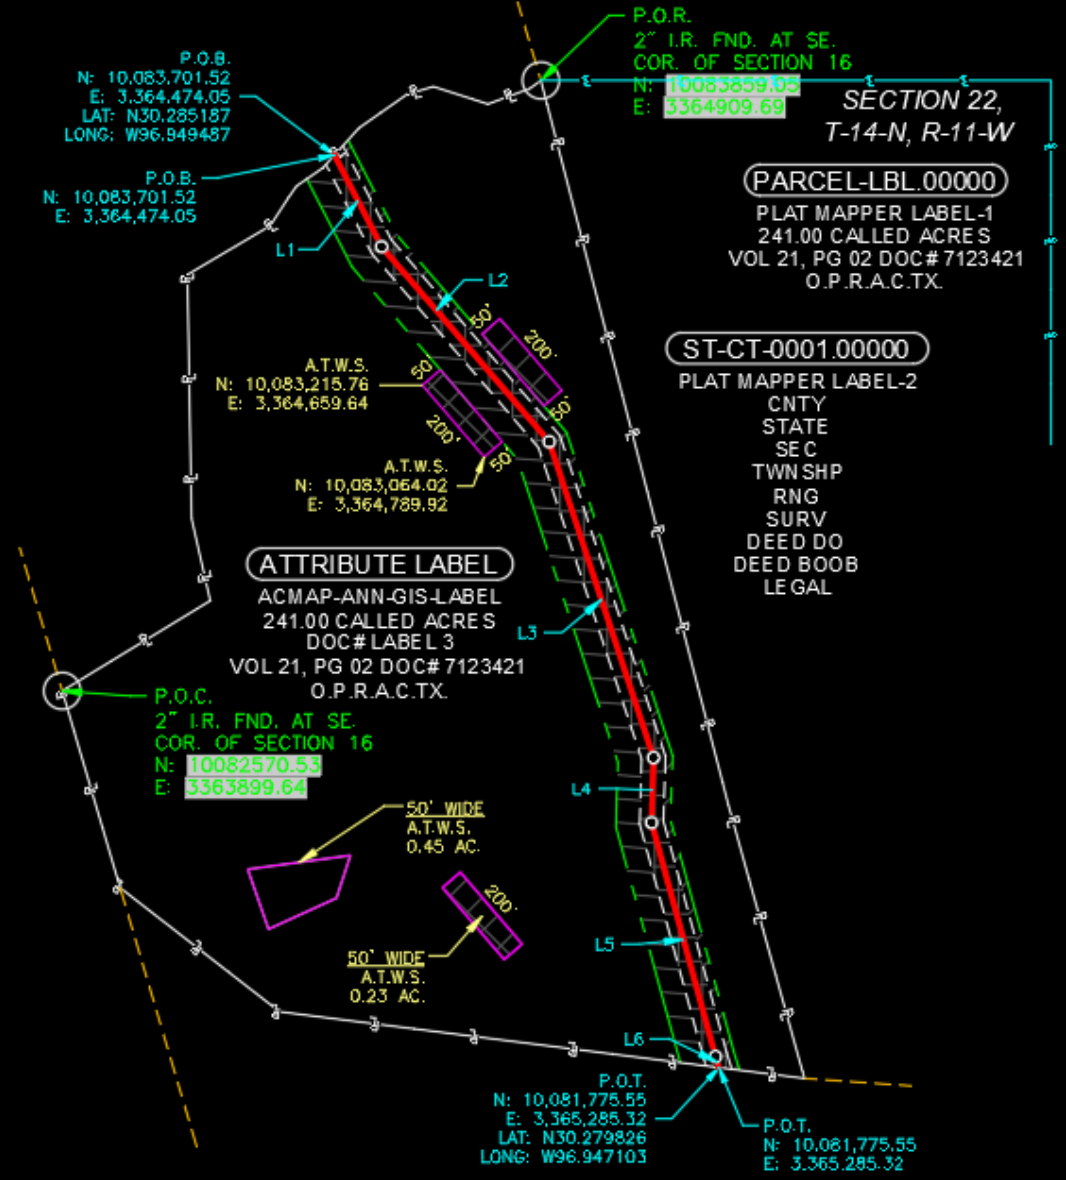 P.O.R.
2" I.R. FND. AT SE.
COR. OF SECTION 16
N: 10083859.05
E: 3364909.69
P.O.B.
N: 10,083,701.52
E: 3,364,474.05
LAT: N30.285187
LONG: W96.949487
SECTION 22,
T-14-N, R-11-W
P.O.B.
N: 10,083,701.52
E: 3,364,474.05
PARCEL-LBL.00000
PLAT MAPPER LABEL-1
241.00 CALLED ACRES
VOL 21, PG 02 DOC# 7123421
O.P.R.A.C.TX.
L1
L2
50'
200'
50'
ST-CT-0001.00000
PLAT MAPPER LABEL-2
CNTY
STATE
SEC
TWNSHP
RNG
SURV
DEED DO
DEED BOOB
LEGAL
A.T.W.S.
N: 10,083,215.76
E: 3,364,659.64
50'
200'
50'
A.T.W.S.
N: 10,083,064.02
E: 3,364,789.92
ATTRIBUTE LABEL
ACMAP-ANN-GIS-LABEL
241.00 CALLED ACRES
DOC# LABEL 3
VOL 21, PG 02 DOC# 7123421
O.P.R.A.C.TX.
L3
P.O.C.
2" I.R. FND. AT SE.
COR. OF SECTION 16
N: 10082570.53
E: 3363899.64
L4
50' WIDE
A.T.W.S.
0.45 AC.
200'
50' WIDE
A.T.W.S.
0.23 AC.
L5
L6
P.O.T.
N: 10,081,775.55
E: 3,365,285.32
LAT: N30.279826
LONG: W96.947103
P.O.T.
N: 10,081,775.55
E: 3,365,285.32